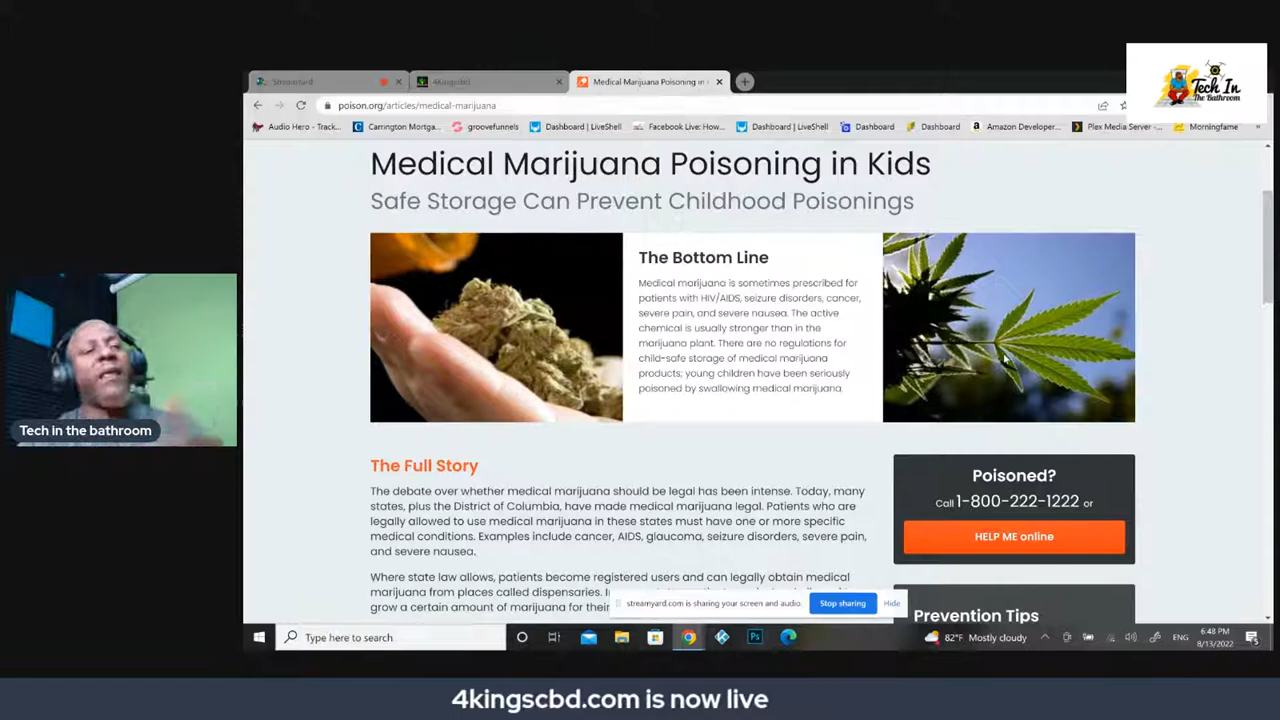 Tech In
The Bathroom
Streamyard
4Kingscbd
Medical Marijuana Poisoning in
poison.org/articles/medical-marijuana
Audio Hero - Track...
Carrington Mortga...
groovefunnels
Dashboard | LiveShell
Facebook Live: How...
Dashboard | LiveShell
Dashboard
Dashboard
Amazon Developer...
Plex Media Server -...
Morningfame
Medical Marijuana Poisoning in Kids
Safe Storage Can Prevent Childhood Poisonings
The Bottom Line
Medical marijuana is sometimes prescribed for
patients with HIV/AIDS, seizure disorders, cancer,
severe pain, and severe nausea. The active
chemical is usually stronger than in the
marijuana plant. There are no regulations for
child-safe storage of medical marijuana
products; young children have been seriously
poisoned by swallowing medical marijuana.
Tech in the bathroom
The Full Story
The debate over whether medical marijuana should be legal has been intense. Today, many
states, plus the District of Columbia, have made medical marijuana legal. Patients who are
legally allowed to use medical marijuana in these states must have one or more specific
medical conditions. Examples include cancer, AIDS, glaucoma, seizure disorders, severe pain,
and severe nausea.
Where state law allows, patients become registered users and can legally obtain medical
marijuana from places called dispensaries.
grow a certain amount of marijuana for their
Poisoned?
Call 1-800-222-1222 or
HELP ME online
Prevention Tips
streamyard.com is sharing your screen and audio.
Stop sharing
Hide
Type here to search
Ps
82°F Mostly cloudy
ENG
6:48 PM
8/13/2022
4kingscbd.com is now live